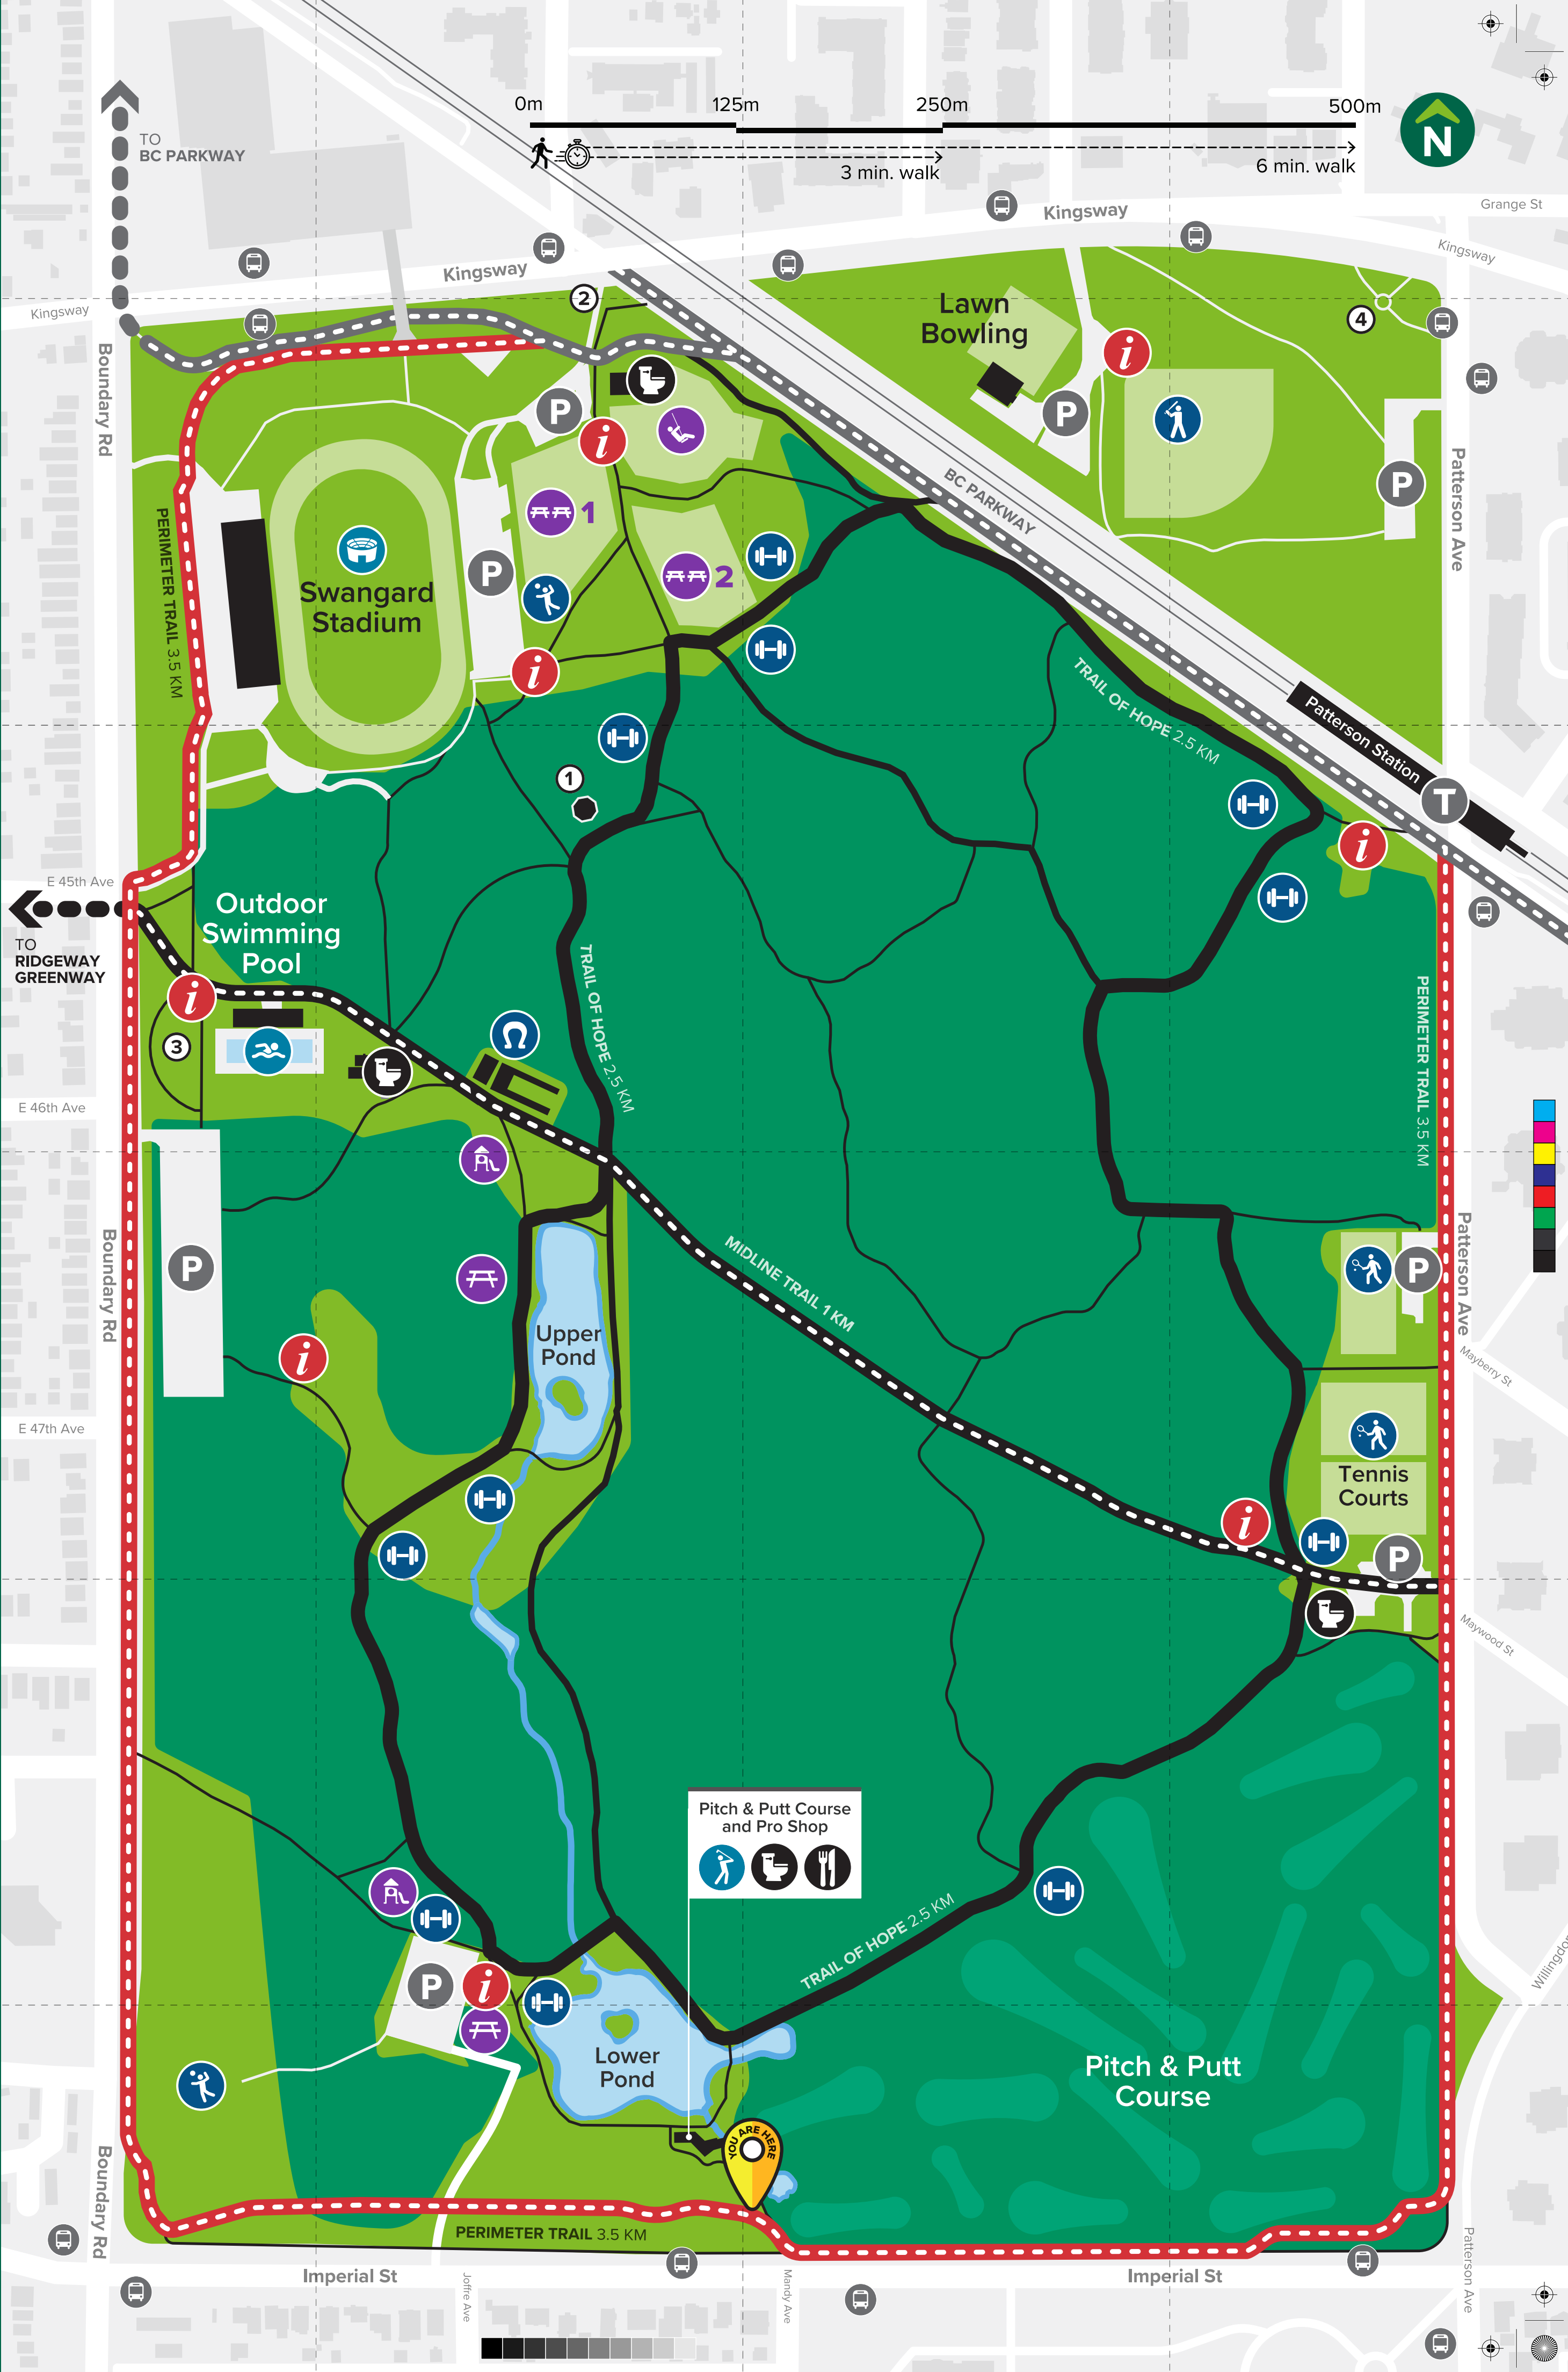 0m
125m
250m
500m
3 min. walk
6 min. walk
N
TO
BC PARKWAY
Kingsway
Grange St
Kingsway
Kingsway
Kingsway
2
4
Lawn
Bowling
Boundary Rd
P
i
i
P
P
BC PARKWAY
Patterson Ave
1
2
P
PERIMETER TRAIL 3.5 KM
Swangard
Stadium
i
TRAIL OF HOPE 2.5 KM
Patterson Station
T
1
i
E 45th Ave
TO
RIDGEWAY
GREENWAY
Outdoor
Swimming
Pool
i
3
TRAIL OF HOPE 2.5 KM
PERIMETER TRAIL 3.5 KM
E 46th Ave
P
Boundary Rd
MIDLINE TRAIL 1 KM
P
Patterson Ave
Mayberry St
i
Upper
Pond
E 47th Ave
Tennis
Courts
i
P
Maywood St
Pitch & Putt Course
and Pro Shop
TRAIL OF HOPE 2.5 KM
Willingdon
P
i
Lower
Pond
Pitch & Putt
Course
YOU ARE HERE
Boundary Rd
PERIMETER TRAIL 3.5 KM
Imperial St
Joffre Ave
Mandy Ave
Imperial St
Patterson Ave